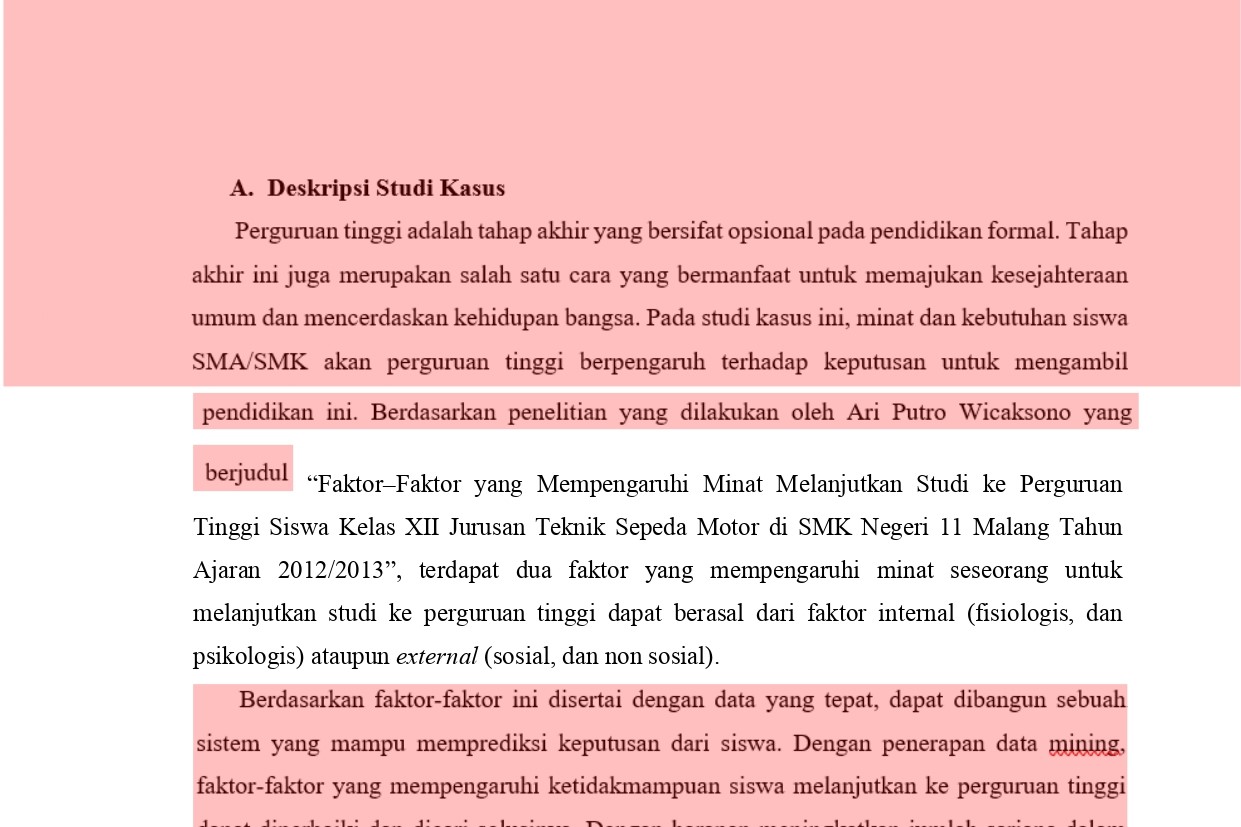 A. Deskripsi Studi Kasus
Perguruan tinggi adalah tahap akhir yang bersifat opsional pada pendidikan formal. Tahap
akhir ini juga merupakan salah satu cara yang bermanfaat untuk memajukan kesejahteraan
umum dan mencerdaskan kehidupan bangsa. Pada studi kasus ini, minat dan kebutuhan siswa
SMA/SMK akan perguruan tinggi berpengaruh terhadap keputusan untuk mengambil
pendidikan ini. Berdasarkan penelitian yang dilakukan oleh Ari Putro Wicaksono yang
berjudul “Faktor–Faktor yang Mempengaruhi Minat Melanjutkan Studi ke Perguruan
Tinggi Siswa Kelas XII Jurusan Teknik Sepeda Motor di SMK Negeri 11 Malang Tahun
Ajaran 2012/2013”, terdapat dua faktor yang mempengaruhi minat seseorang untuk
melanjutkan studi ke perguruan tinggi dapat berasal dari faktor internal (fisiologis, dan
psikologis) ataupun external (sosial, dan non sosial).
Berdasarkan faktor-faktor ini disertai dengan data yang tepat, dapat dibangun sebuah
sistem yang mampu memprediksi keputusan dari siswa. Dengan penerapan data mining,
faktor-faktor yang mempengaruhi ketidakmampuan siswa melanjutkan ke perguruan tinggi